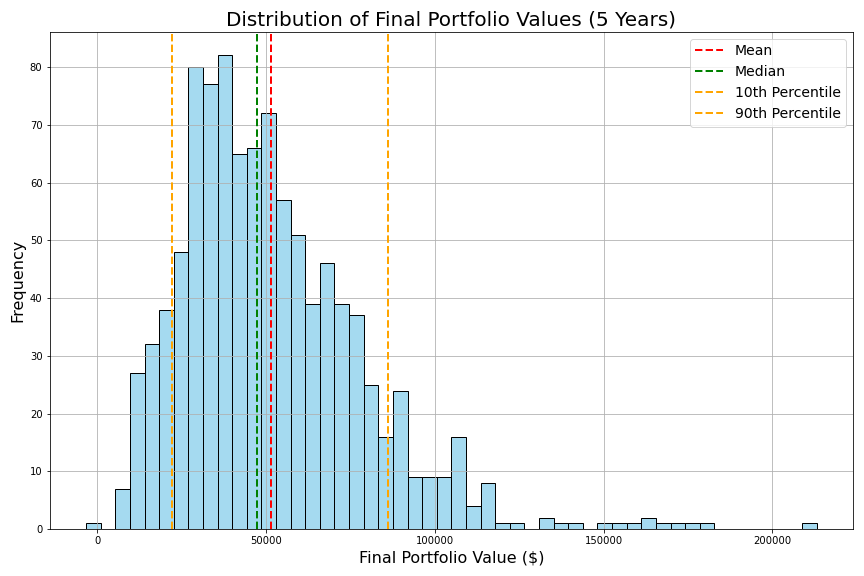 Distribution of Final Portfolio Values (5 Years)
Mean
Median
10th Percentile
90th Percentile
Frequency
80
70
60
50
40
30
20
10
0
0 50000 100000 150000 200000
Final Portfolio Value ($)